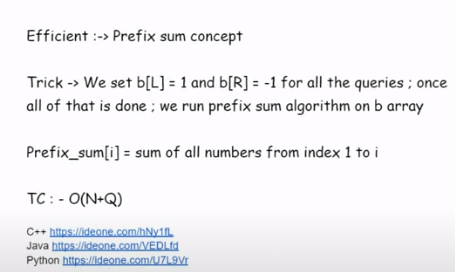 Efficient :-> Prefix sum concept
Trick -> We set b[L] = 1 and b[R] = -1 for all the queries ; once
all of that is done ; we run prefix sum algorithm on b array
Prefix_sum[i] = sum of all numbers from index 1 to i
TC : - O(N+Q)
C++ https://ideone.com/hNy1fL
Java https://ideone.com/VEDLfd
Python https://ideone.com/U7L9Vr